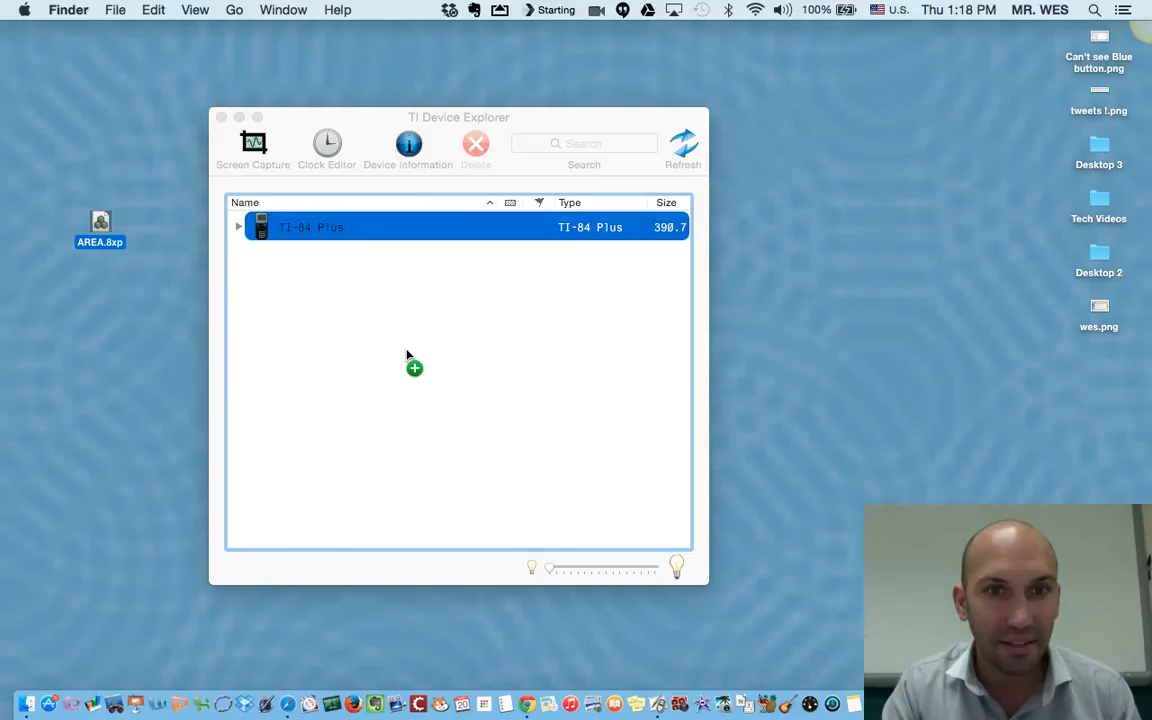 Finder File Edit View Go Window Help Starting 100% U.S. Thu 1:18 PM MR. WES
Can't see Blue
button.png
tweets !.png
Desktop 3
Tech Videos
Desktop 2
wes.png
AREA.8xp
TI Device Explorer
Screen Capture Clock Editor Device Information Delete Search Refresh
Search
Name Type Size
TI-84 Plus TI-84 Plus 390.7